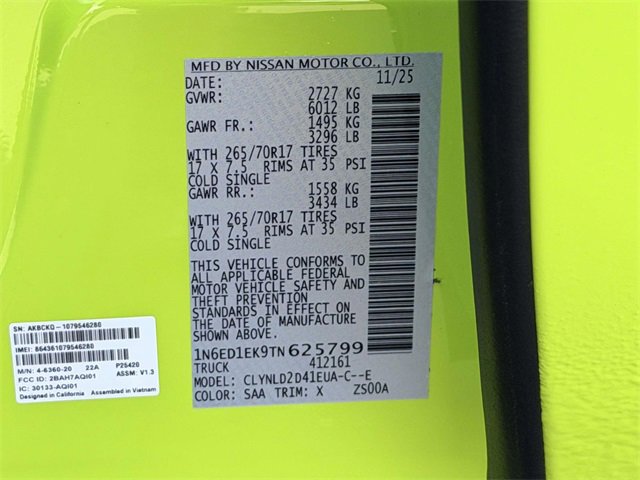 MFD BY NISSAN MOTOR CO., LTD.
DATE: 11/25
GVWR: 2727 KG
6012 LB
GAWR FR.: 1495 KG
3296 LB
WITH 265/70R17 TIRES
17 X 7.5 RIMS AT 35 PSI
COLD SINGLE
GAWR RR.: 1558 KG
3434 LB
WITH 265/70R17 TIRES
17 X 7.5 RIMS AT 35 PSI
COLD SINGLE
THIS VEHICLE CONFORMS TO
ALL APPLICABLE FEDERAL
MOTOR VEHICLE SAFETY
STANDARDS IN EFFECT ON
THE DATE OF MANUFACTURE
SHOWN ABOVE.
1N6ED1EK9TN625799
TRUCK 412161
MODEL: CLYNLD2D41EUA-C--E
COLOR: SAA TRIM: X ZS00A
SN: AKBCKQ-1079546280
IMEI: 864361079546280
M/N: 4-6360-20 22A P25420
FCC ID: 2BAH7AQI01 ASSM: V1.3
IC: 30133-AQI01
Designed in California Assembled in Vietnam